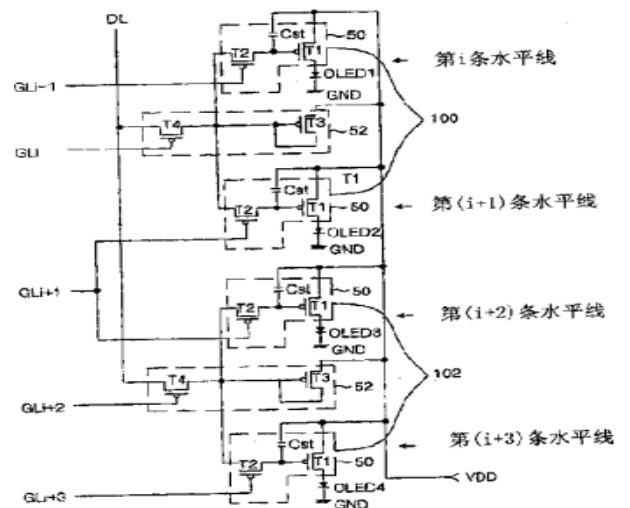 DL
50
Cst
T2
T1
第i条水平线
OLED1
GLi-1
GND
T4
T3
100
52
GLi
T1
Cst
T2
T1
50
第(i+1)条水平线
OLED2
GND
GLi+1
50
Cst
T2
T1
第(i+2)条水平线
OLED3
GND
T4
T3
102
52
GLi+2
Cst
第(i+3)条水平线
T2
T1
50
VDD
OLED4
GLi+3
GND